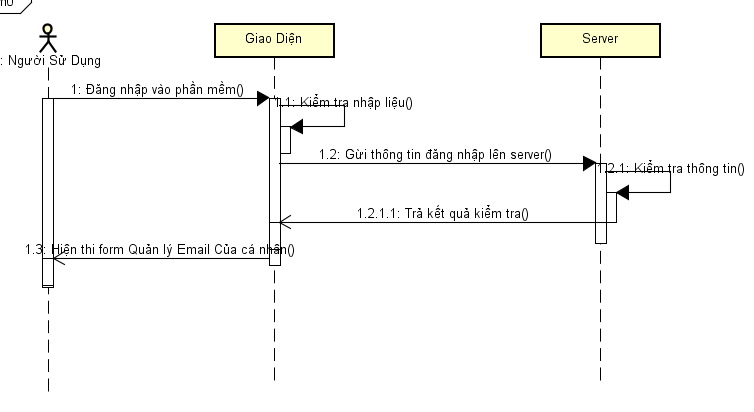 Giao Diện
Server
: Người Sử Dụng
1: Đăng nhập vào phần mềm()
1.1: Kiểm tra nhập liệu()
1.2: Gửi thông tin đăng nhập lên server()
1.2.1: Kiểm tra thông tin()
1.2.1.1: Trả kết quả kiểm tra()
1.3: Hiện thi form Quản lý Email Của cá nhân()